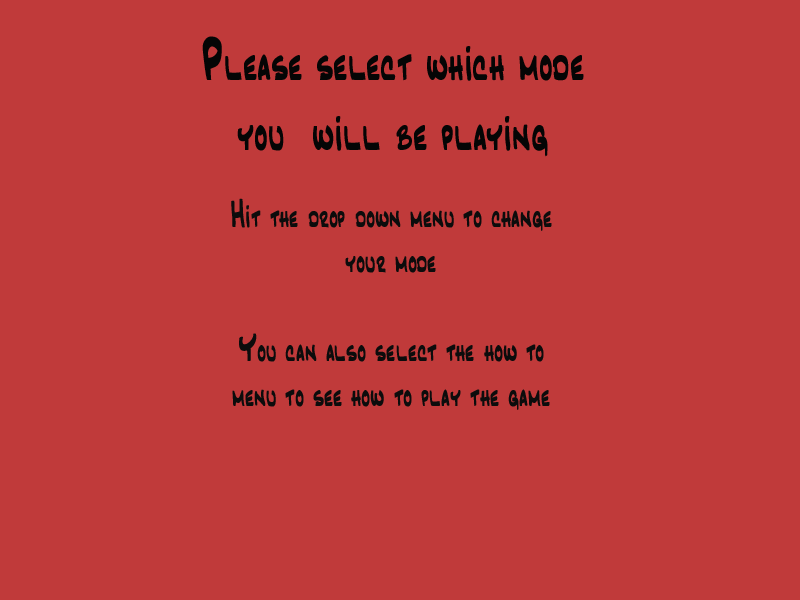 Please select which mode
you will be playing
Hit the drop down menu to change
your mode
You can also select the how to
menu to see how to play the game